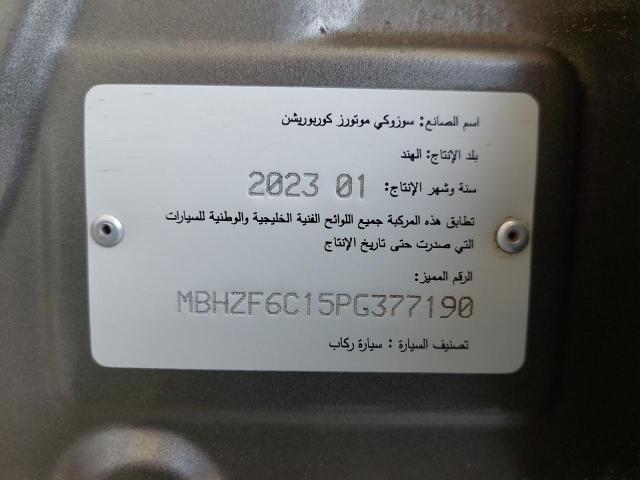 اسم الصانع: سوزوكي موتورز كوربوريشن
بلد الإنتاج: الهند
سنة وشهر الإنتاج: 2023 01
تطابق هذه المركبة جميع اللوائح الفنية الخليجية والوطنية للسيارات
التي صدرت حتى تاريخ الإنتاج
الرقم المميز:
MBHZF6C15PG377190
تصنيف السيارة : سيارة ركاب